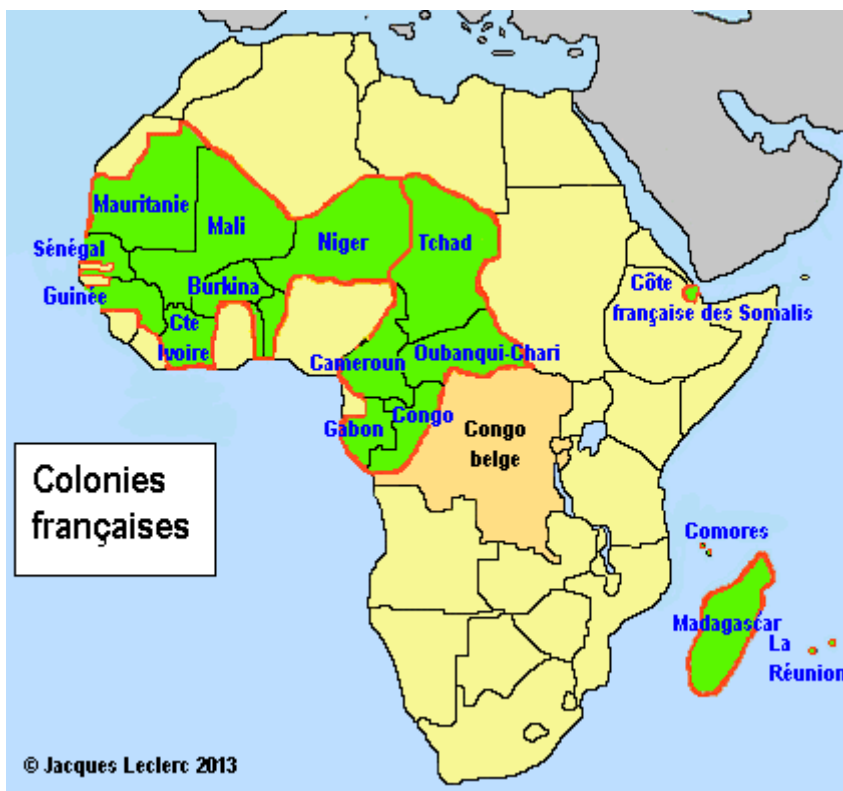 Mauritanie
Mali
Niger
Tchad
Sénégal
Guinée
Burkina
Cte
Ivoire
Côte
française des Somalis
Cameroun
Oubanqui-Chari
Gabon
Congo
Congo
belge
Colonies
françaises
Comores
Madagascar
La
Réunion
© Jacques Leclerc 2013